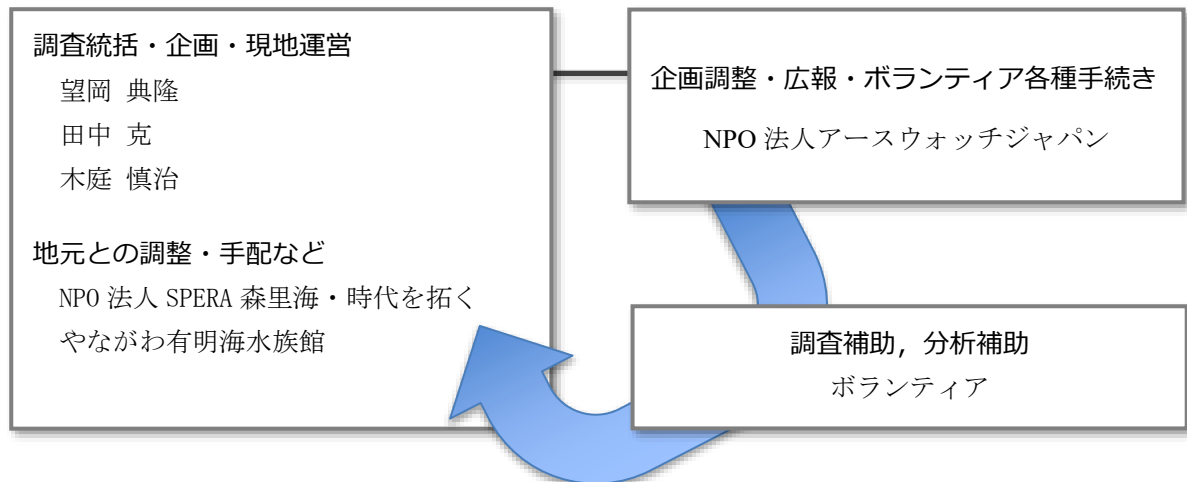 調査統括・企画・現地運営
望岡 典隆
田中 克
木庭 慎治
地元との調整・手配など
NPO 法人 SPERA 森里海・時代を拓く
やながわ有明海水族館
企画調整・広報・ボランティア各種手続き
NPO 法人アースウォッチジャパン
調査補助，分析補助
ボランティア